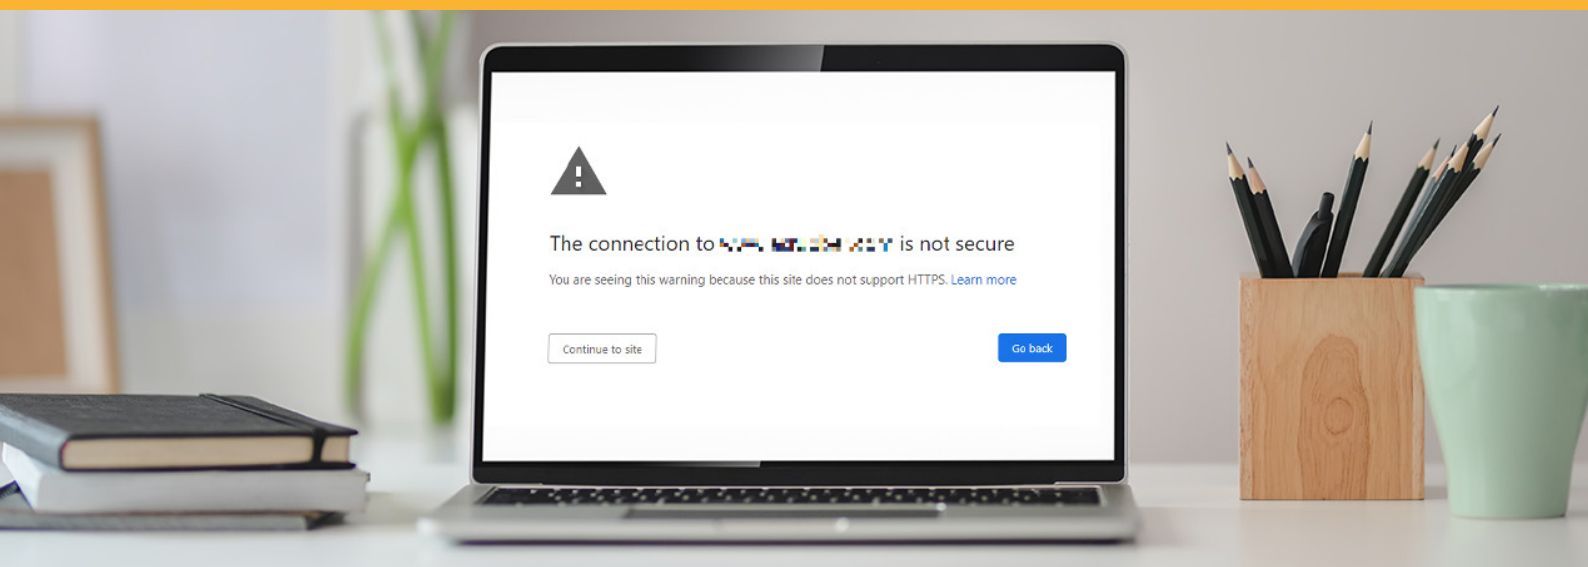 The connection to is not secure
You are seeing this warning because this site does not support HTTPS. Learn more
Continue to site
Go back